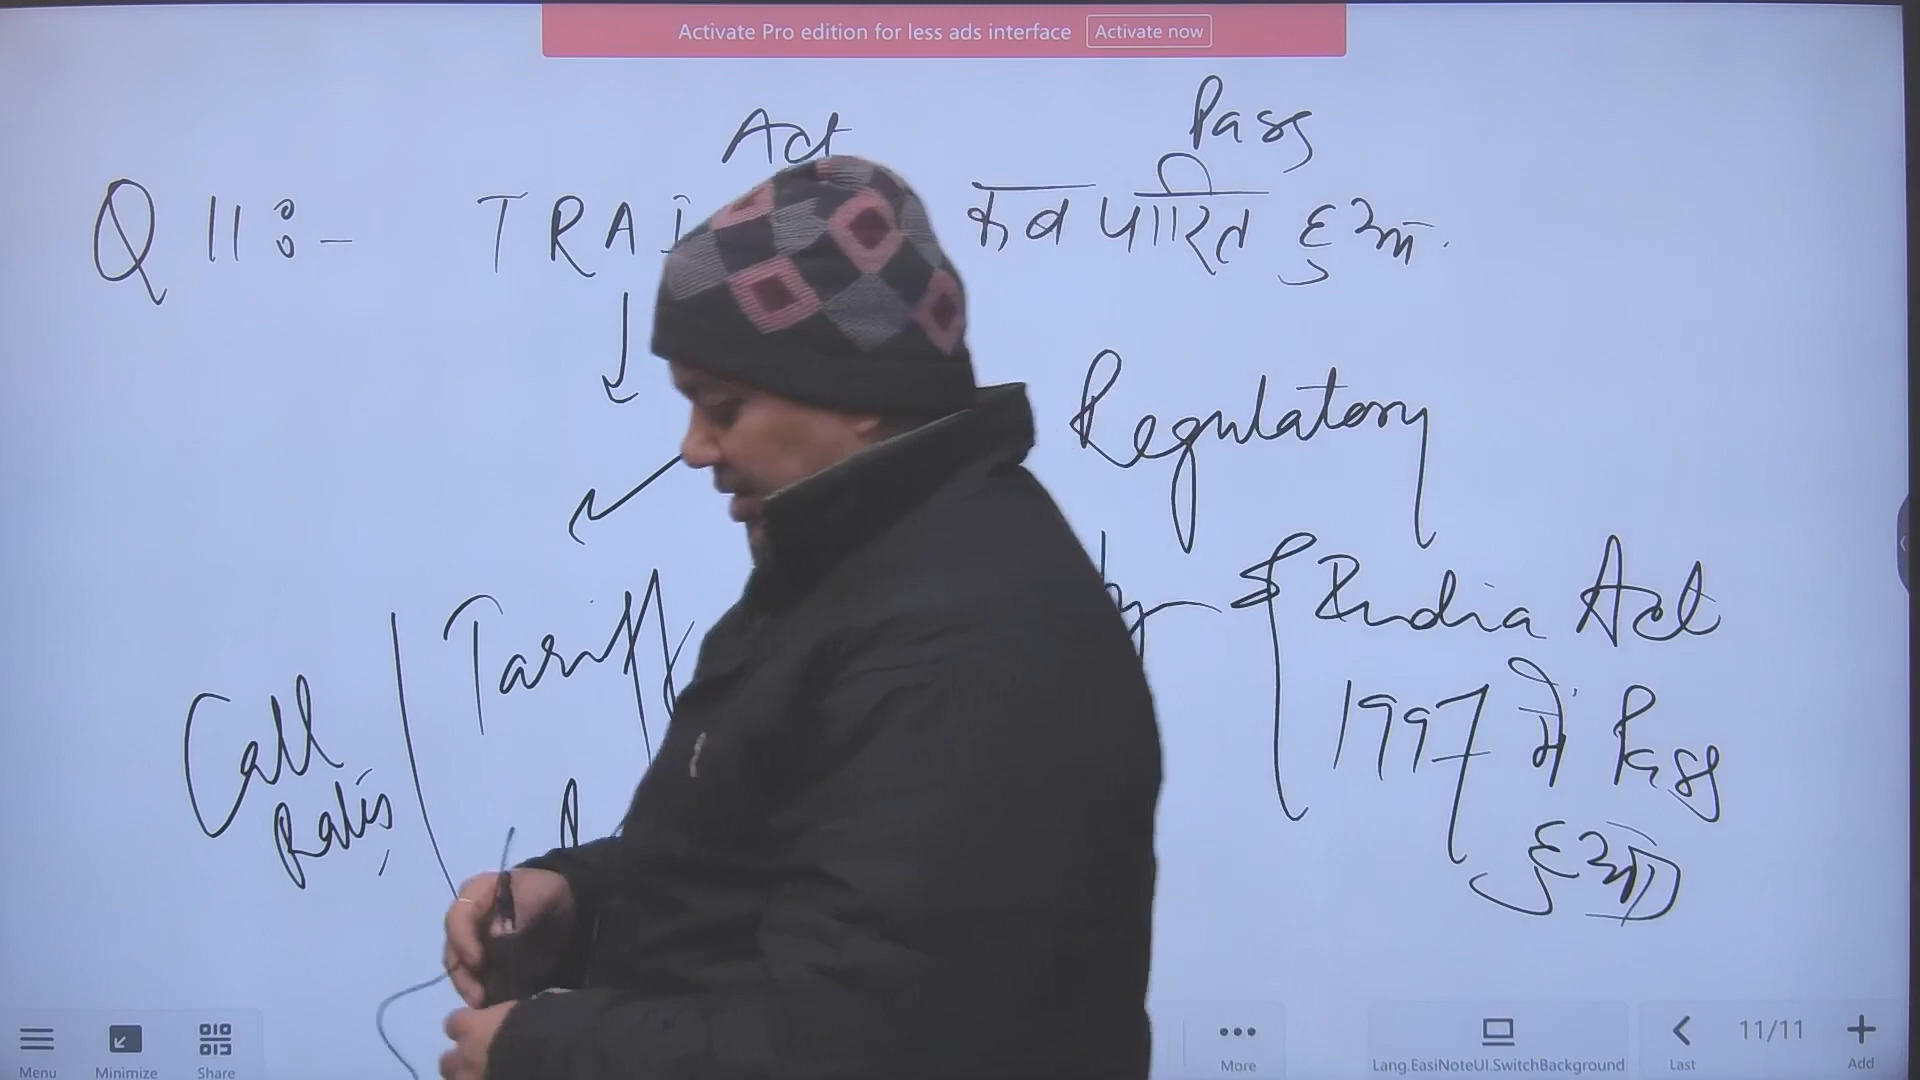 Activate Pro edition for less ads interface Activate now
Act Pass
Q 11 :- TRAI कब पारित हुआ.
Regulatory
Tariff & India Act
Call Rates 1997 में Pass
हुआ
Menu Minimize Share More Lang.EasiNoteUI.SwitchBackground Last 11/11 Add